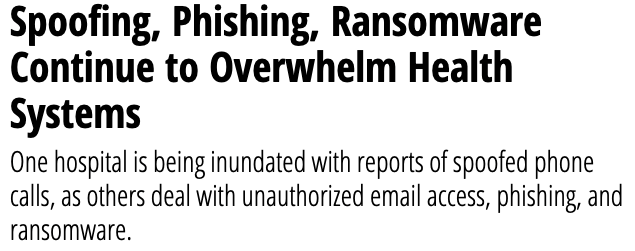 Spoofing, Phishing, Ransomware
Continue to Overwhelm Health
Systems
One hospital is being inundated with reports of spoofed phone
calls, as others deal with unauthorized email access, phishing, and
ransomware.